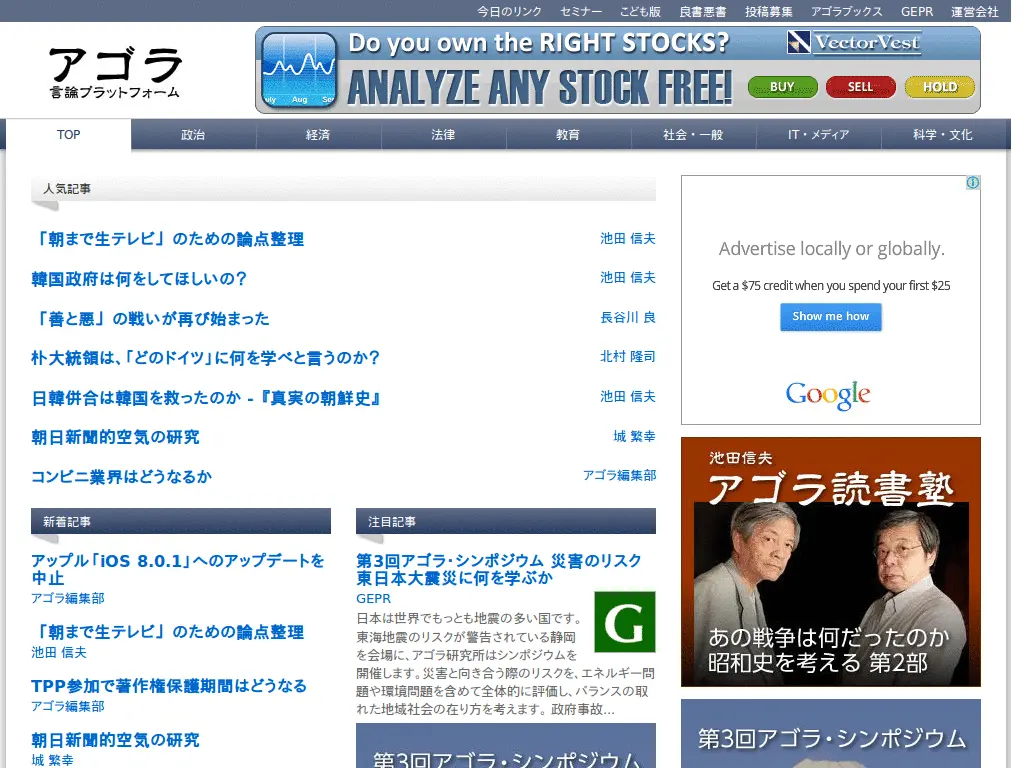 今日のリンク セミナー こども版 良書悪書 投稿募集 アゴラブックス GEPR 運営会社
アゴラ
言論プラットフォーム
Do you own the RIGHT STOCKS?
VectorVest
ANALYZE ANY STOCK FREE!
BUY SELL HOLD
Aug
TOP 政治 経済 法律 教育 社会・一般 IT・メディア 科学・文化
人気記事
「朝まで生テレビ」のための論点整理 池田 信夫
韓国政府は何をしてほしいの? 池田 信夫
「善と悪」の戦いが再び始まった 長谷川 良
朴大統領は、「どのドイツ」に何を学べと言うのか? 北村 隆司
日韓併合は韓国を救ったのか -『真実の朝鮮史』 池田 信夫
朝日新聞的空気の研究 城 繁幸
コンビニ業界はどうなるか アゴラ編集部
新着記事
アップル「iOS 8.0.1」へのアップデートを
中止
アゴラ編集部
「朝まで生テレビ」のための論点整理
池田 信夫
TPP参加で著作権保護期間はどうなる
アゴラ編集部
朝日新聞的空気の研究
城 繁幸
注目記事
第3回アゴラ・シンポジウム 災害のリスク
東日本大震災に何を学ぶか
GEPR
G
日本は世界でもっとも地震の多い国です。
東海地震のリスクが警告されている静岡
を会場に、アゴラ研究所はシンポジウムを
開催します。災害と向き合う際のリスクを、エネルギー問
題や環境問題を含めて全体的に評価し、バランスの取
れた地域社会の在り方を考えます。 政府事故...
第3回アゴラ・シンポジウム
Advertise locally or globally.
Get a $75 credit when you spend your first $25
Show me how
Google
池田信夫
アゴラ読書塾
あの戦争は何だったのか
昭和史を考える 第2部
第3回アゴラ・シンポジウム